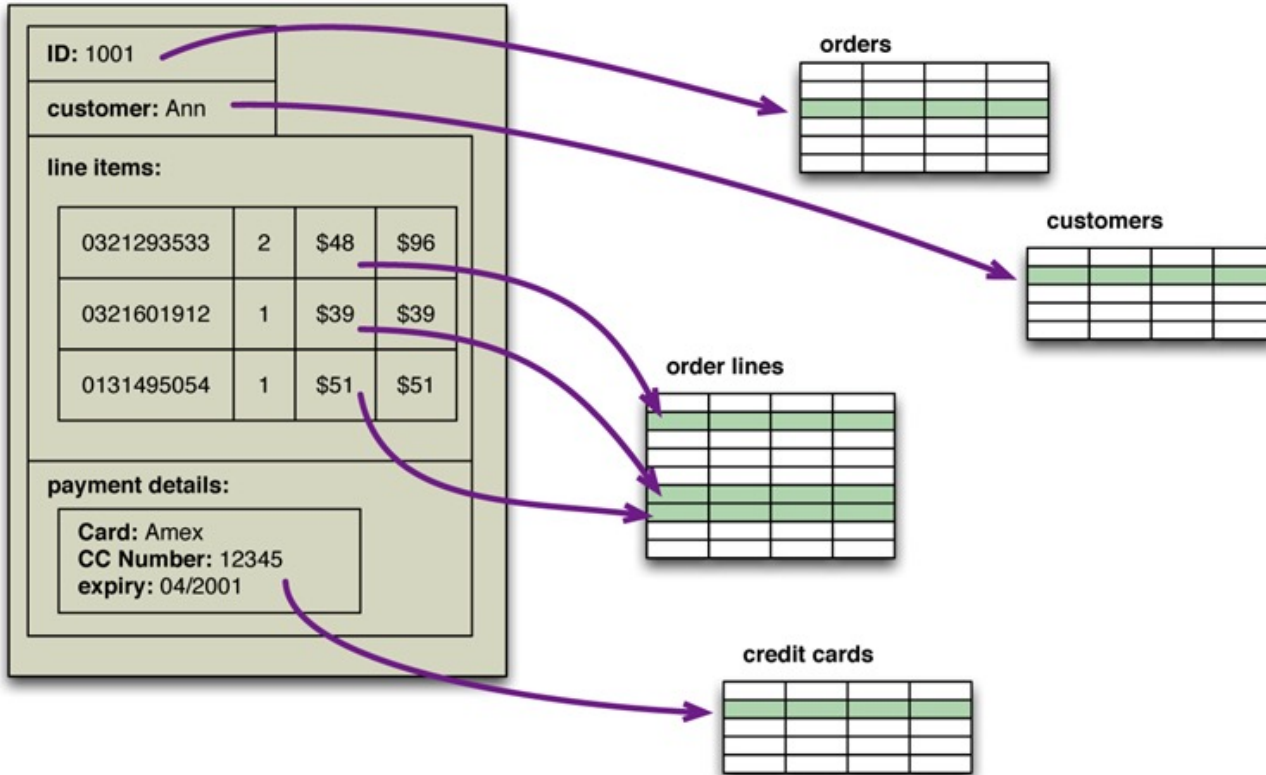 ID: 1001
customer: Ann
line items:
0321293533 2 $48 $96
0321601912 1 $39 $39
0131495054 1 $51 $51
payment details:
Card: Amex
CC Number: 12345
expiry: 04/2001
orders
customers
order lines
credit cards